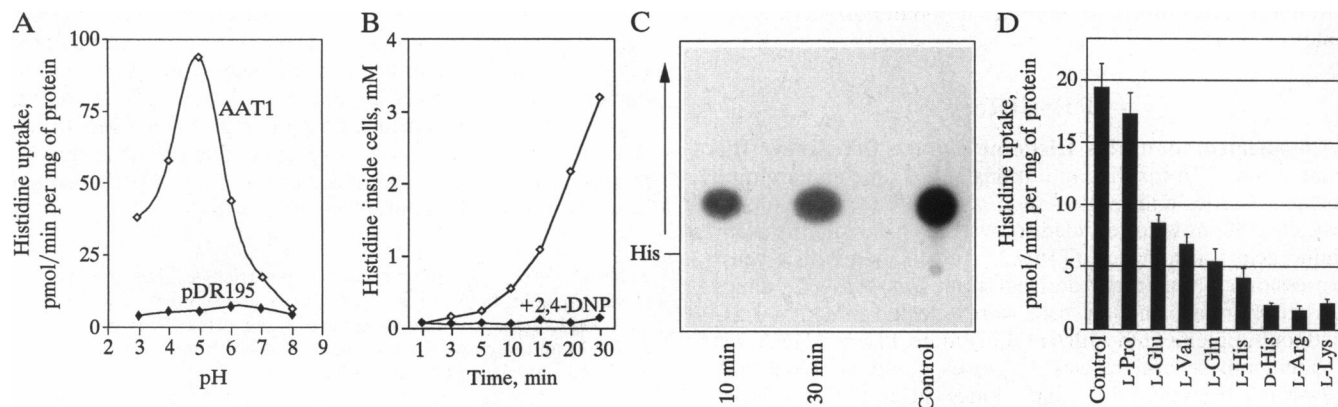 A
Histidine uptake,
pmol/min per mg of protein
100
75
50
25
0
AAT1
pDR195
2 3 4 5 6 7 8 9
pH
B
Histidine inside cells, mM
4
3
2
1
0
+2,4-DNP
1 3 5 10 15 20 30
Time, min
C
His
10 min
30 min
Control
D
Histidine uptake,
pmol/min per mg of protein
20
15
10
5
0
Control
L-Pro
L-Glu
L-Val
L-Gln
L-His
D-His
L-Arg
L-Lys